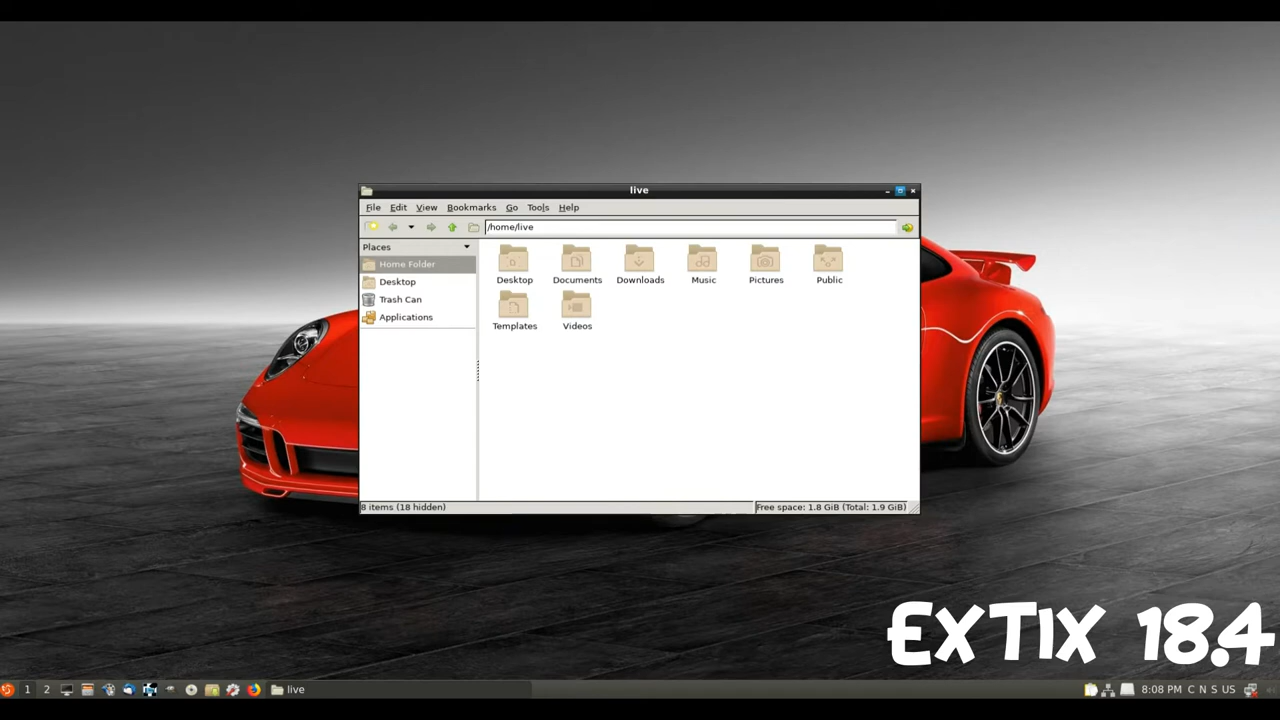 live
File Edit View Bookmarks Go Tools Help
/home/live
Places
Home Folder
Desktop
Trash Can
Applications
Desktop Documents Downloads Music Pictures Public
Templates Videos
8 items (18 hidden) Free space: 1.8 GiB (Total: 1.9 GiB)
EXTIX 18.4
1 2 live 8:08 PM C N S US